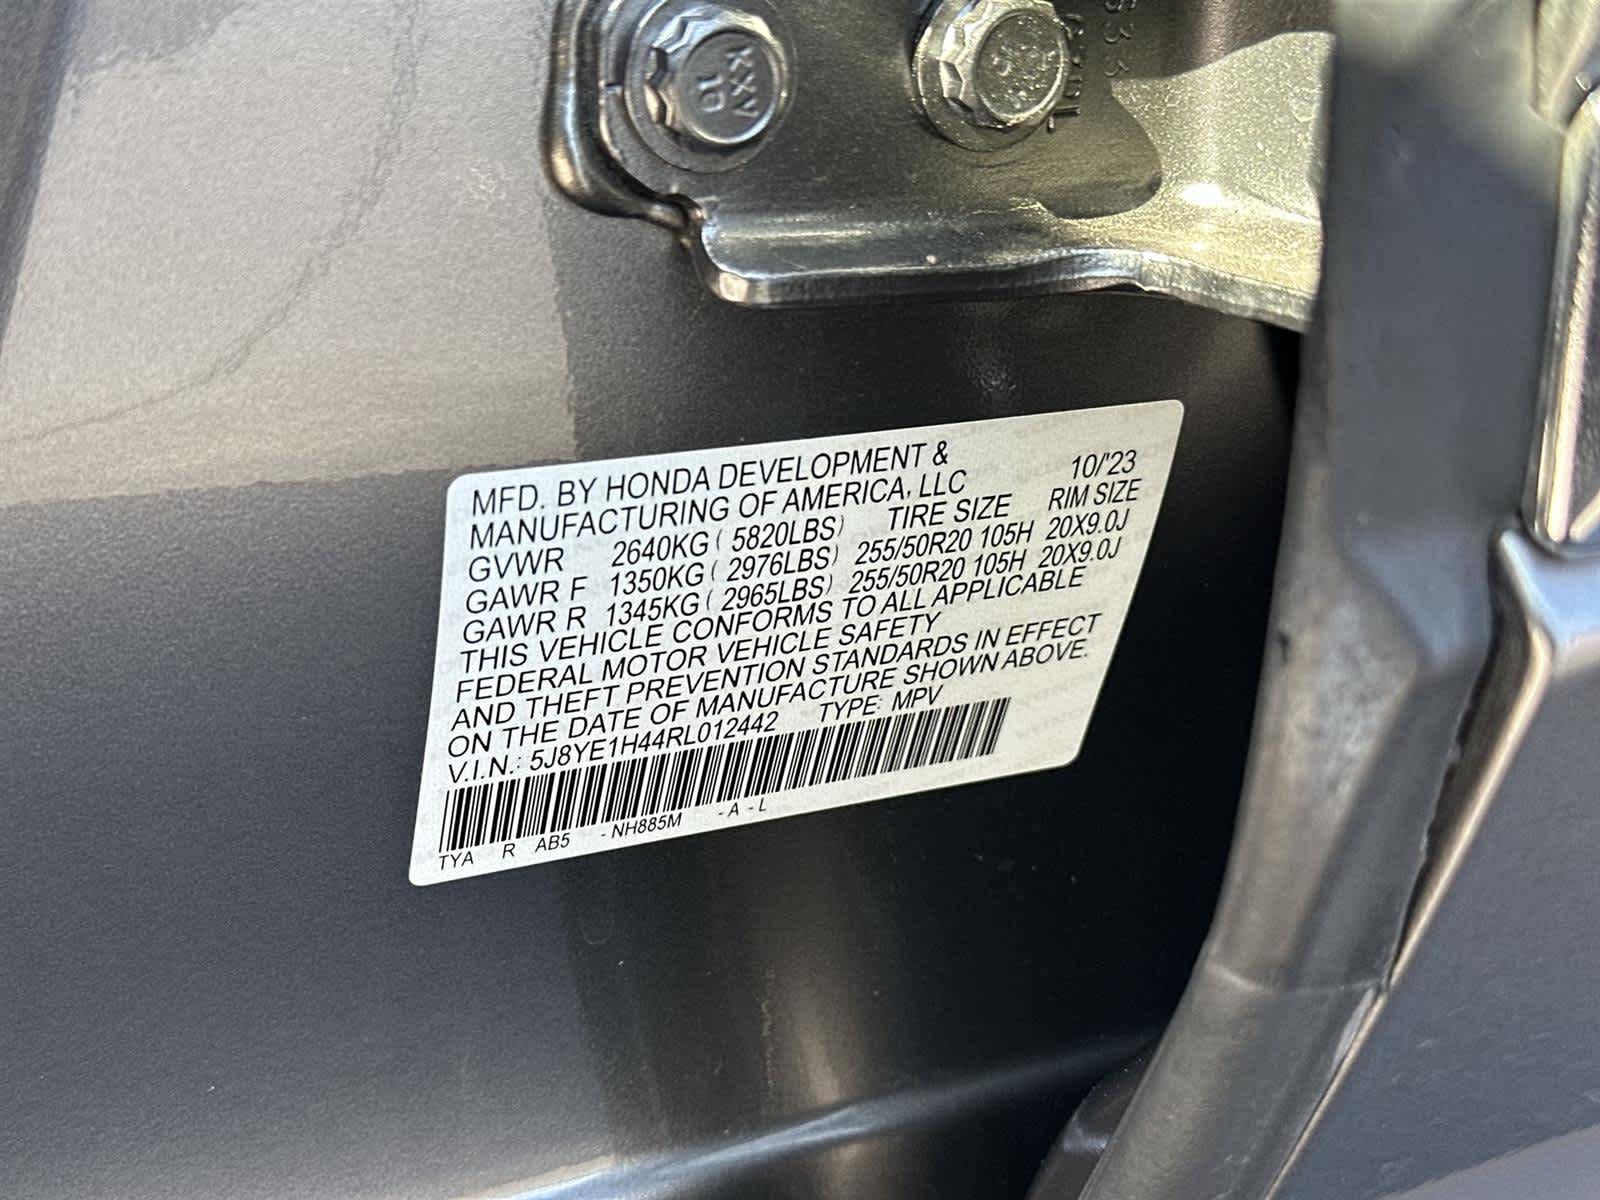 KXV
10
MFD. BY HONDA DEVELOPMENT &
MANUFACTURING OF AMERICA, LLC 10/'23
GVWR 2640KG ( 5820LBS) TIRE SIZE RIM SIZE
GAWR F 1350KG ( 2976LBS) 255/50R20 105H 20X9.0J
GAWR R 1345KG ( 2965LBS) 255/50R20 105H 20X9.0J
THIS VEHICLE CONFORMS TO ALL APPLICABLE
FEDERAL MOTOR VEHICLE SAFETY
AND THEFT PREVENTION STANDARDS IN EFFECT
ON THE DATE OF MANUFACTURE SHOWN ABOVE.
V.I.N.: 5J8YE1H44RL012442 TYPE: MPV
TYA R AB5 - NH885M - A - L